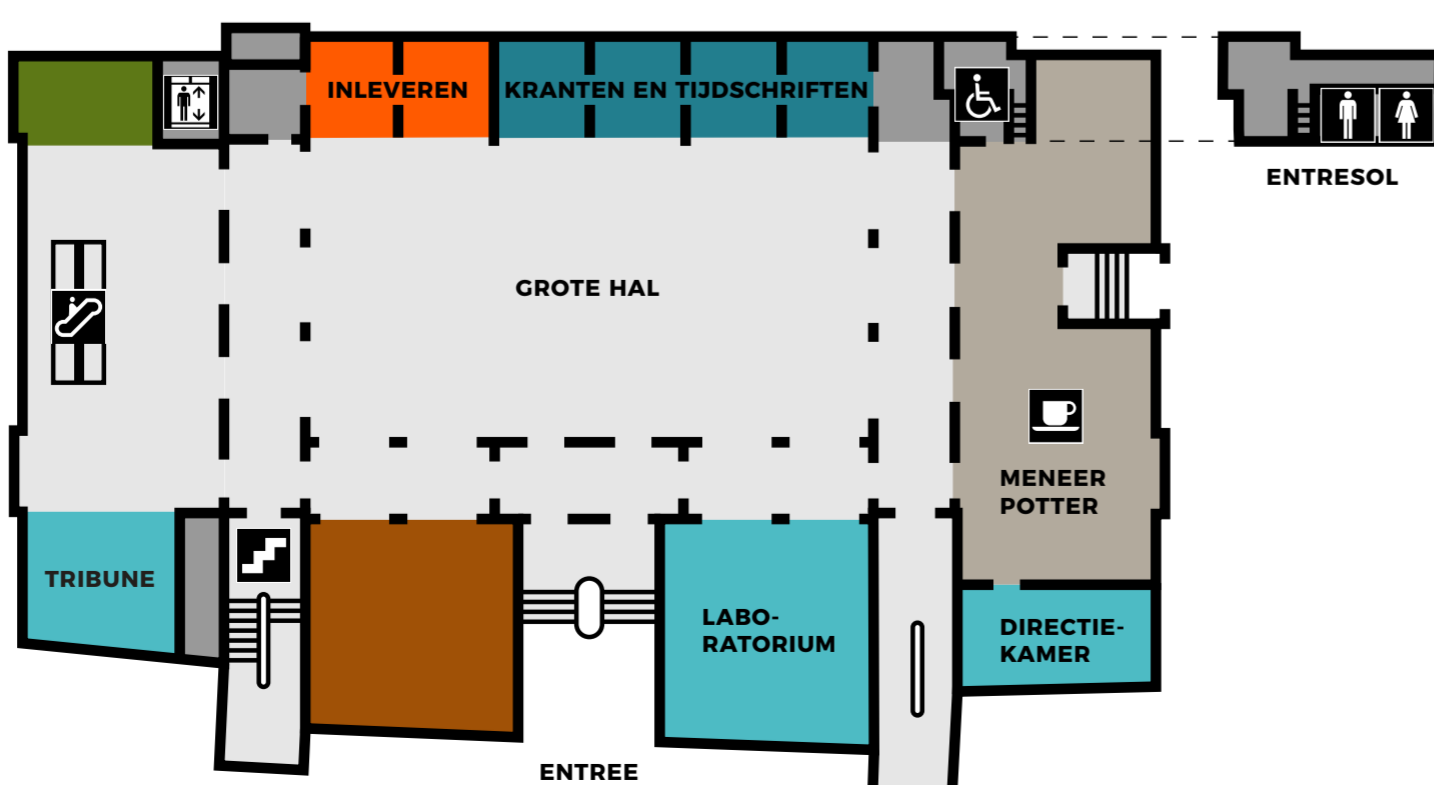 INLEVEREN
KRANTEN EN TIJDSCHRIFTEN
ENTRESOL
GROTE HAL
MENEER
POTTER
TRIBUNE
LABO-
RATORIUM
DIRECTIE-
KAMER
ENTREE